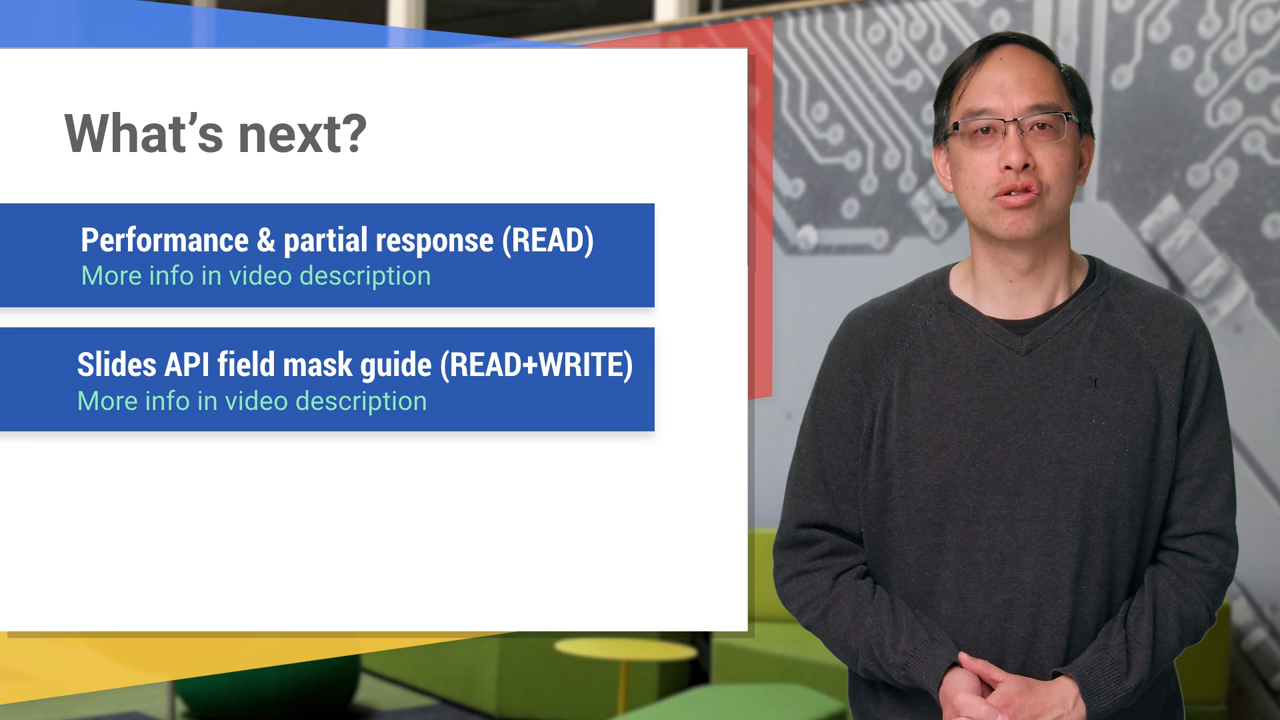 What's next?
Performance & partial response (READ)
More info in video description
Slides API field mask guide (READ+WRITE)
More info in video description